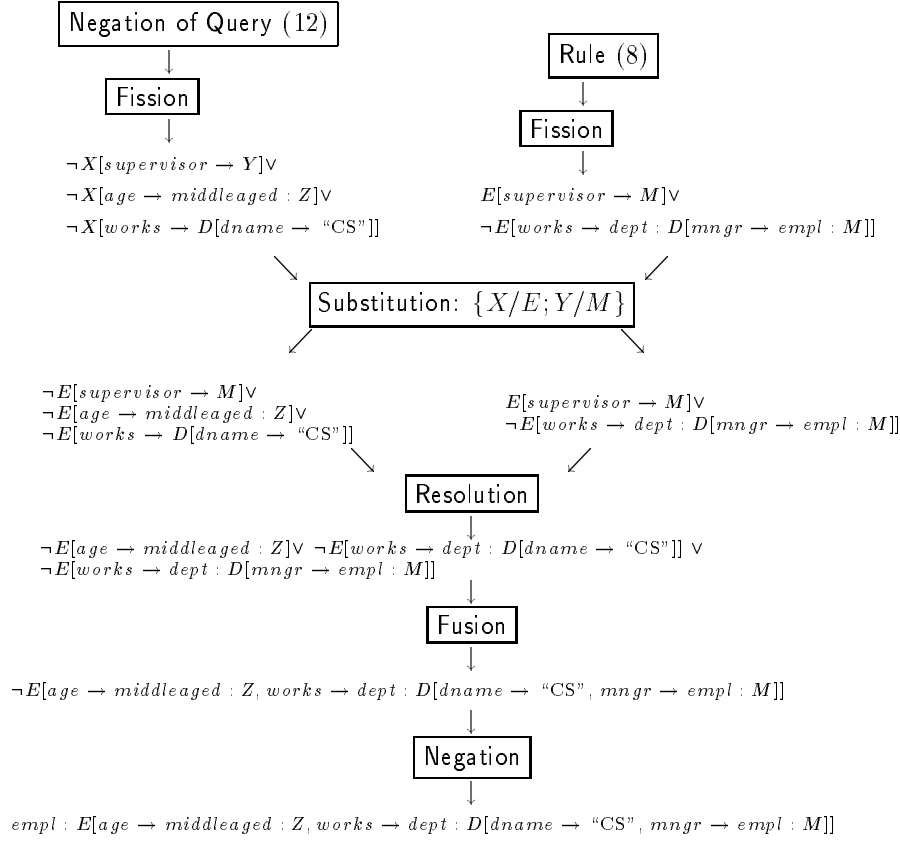 Negation of Query (12)
Fission
¬X[supervisor → Y]∨
¬X[age → middleaged : Z]∨
¬X[works → D[dname → “CS”]]
Rule (8)
Fission
E[supervisor → M]∨
¬E[works → dept : D[mngr → empl : M]]
Substitution: {X/E; Y/M}
¬E[supervisor → M]∨
¬E[age → middleaged : Z]∨
¬E[works → D[dname → “CS”]]
E[supervisor → M]∨
¬E[works → dept : D[mngr → empl : M]]
Resolution
¬E[age → middleaged : Z]∨ ¬E[works → dept : D[dname → “CS”]] ∨
¬E[works → dept : D[mngr → empl : M]]
Fusion
¬E[age → middleaged : Z, works → dept : D[dname → “CS”, mngr → empl : M]]
Negation
empl : E[age → middleaged : Z, works → dept : D[dname → “CS”, mngr → empl : M]]